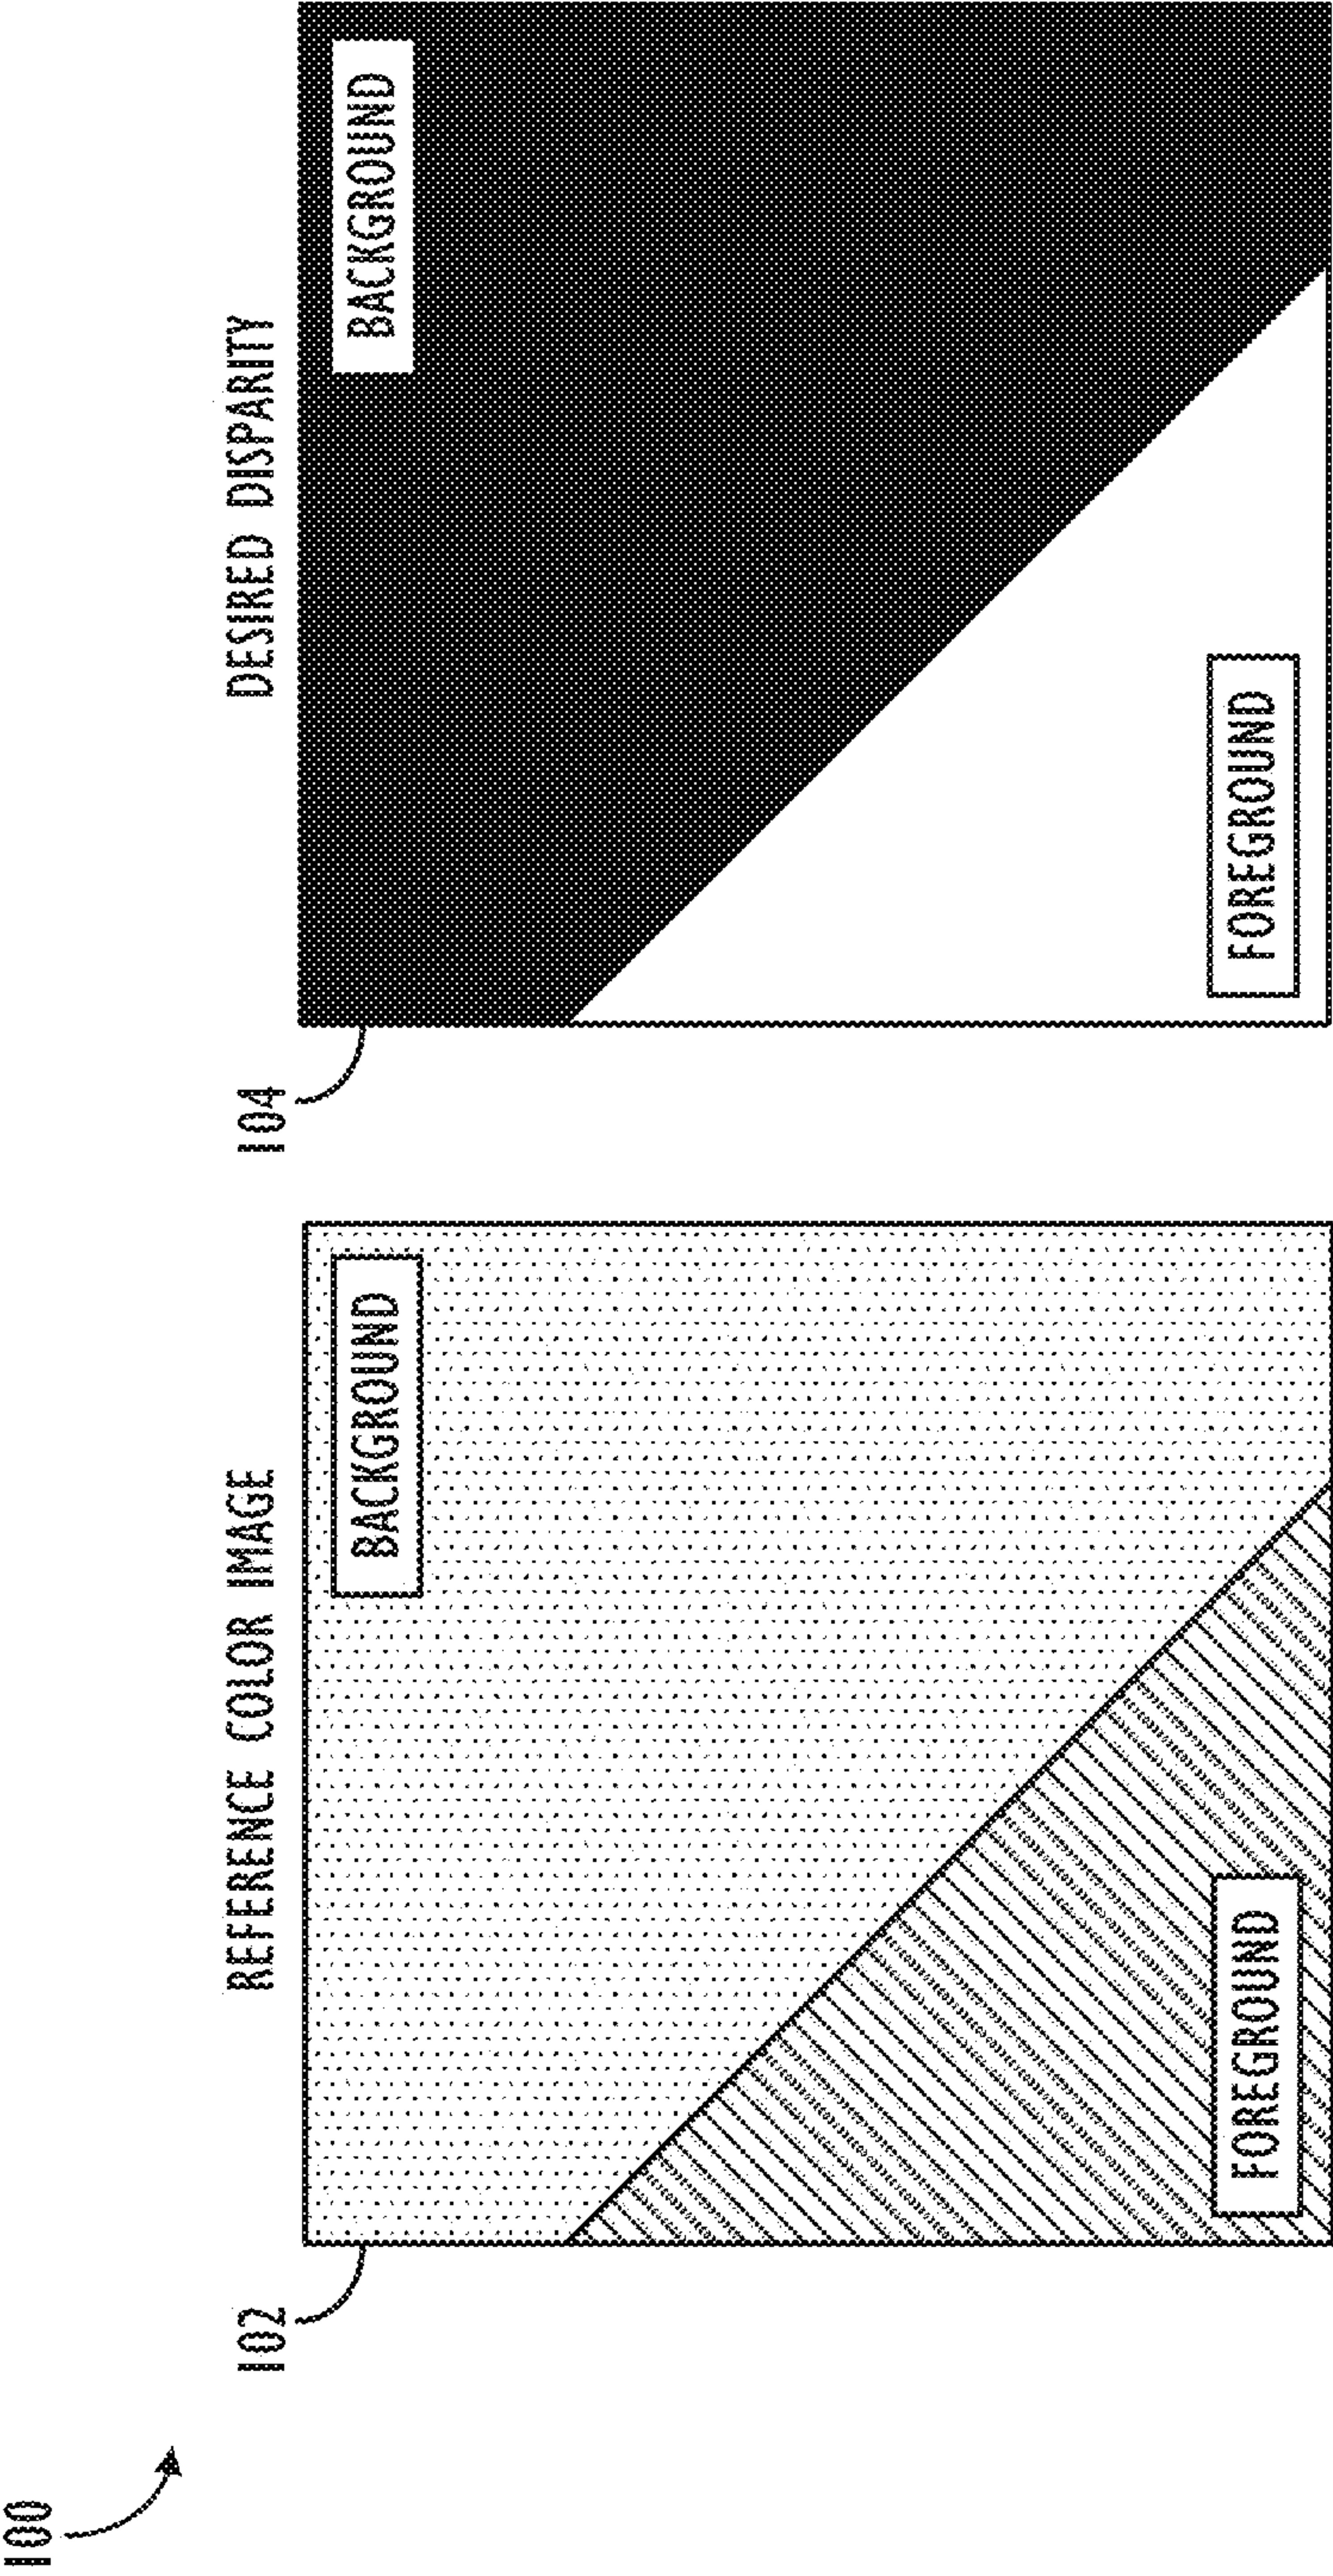 100
102
REFERENCE COLOR IMAGE
BACKGROUND
FOREGROUND
104
DESIRED DISPARITY
BACKGROUND
FOREGROUND